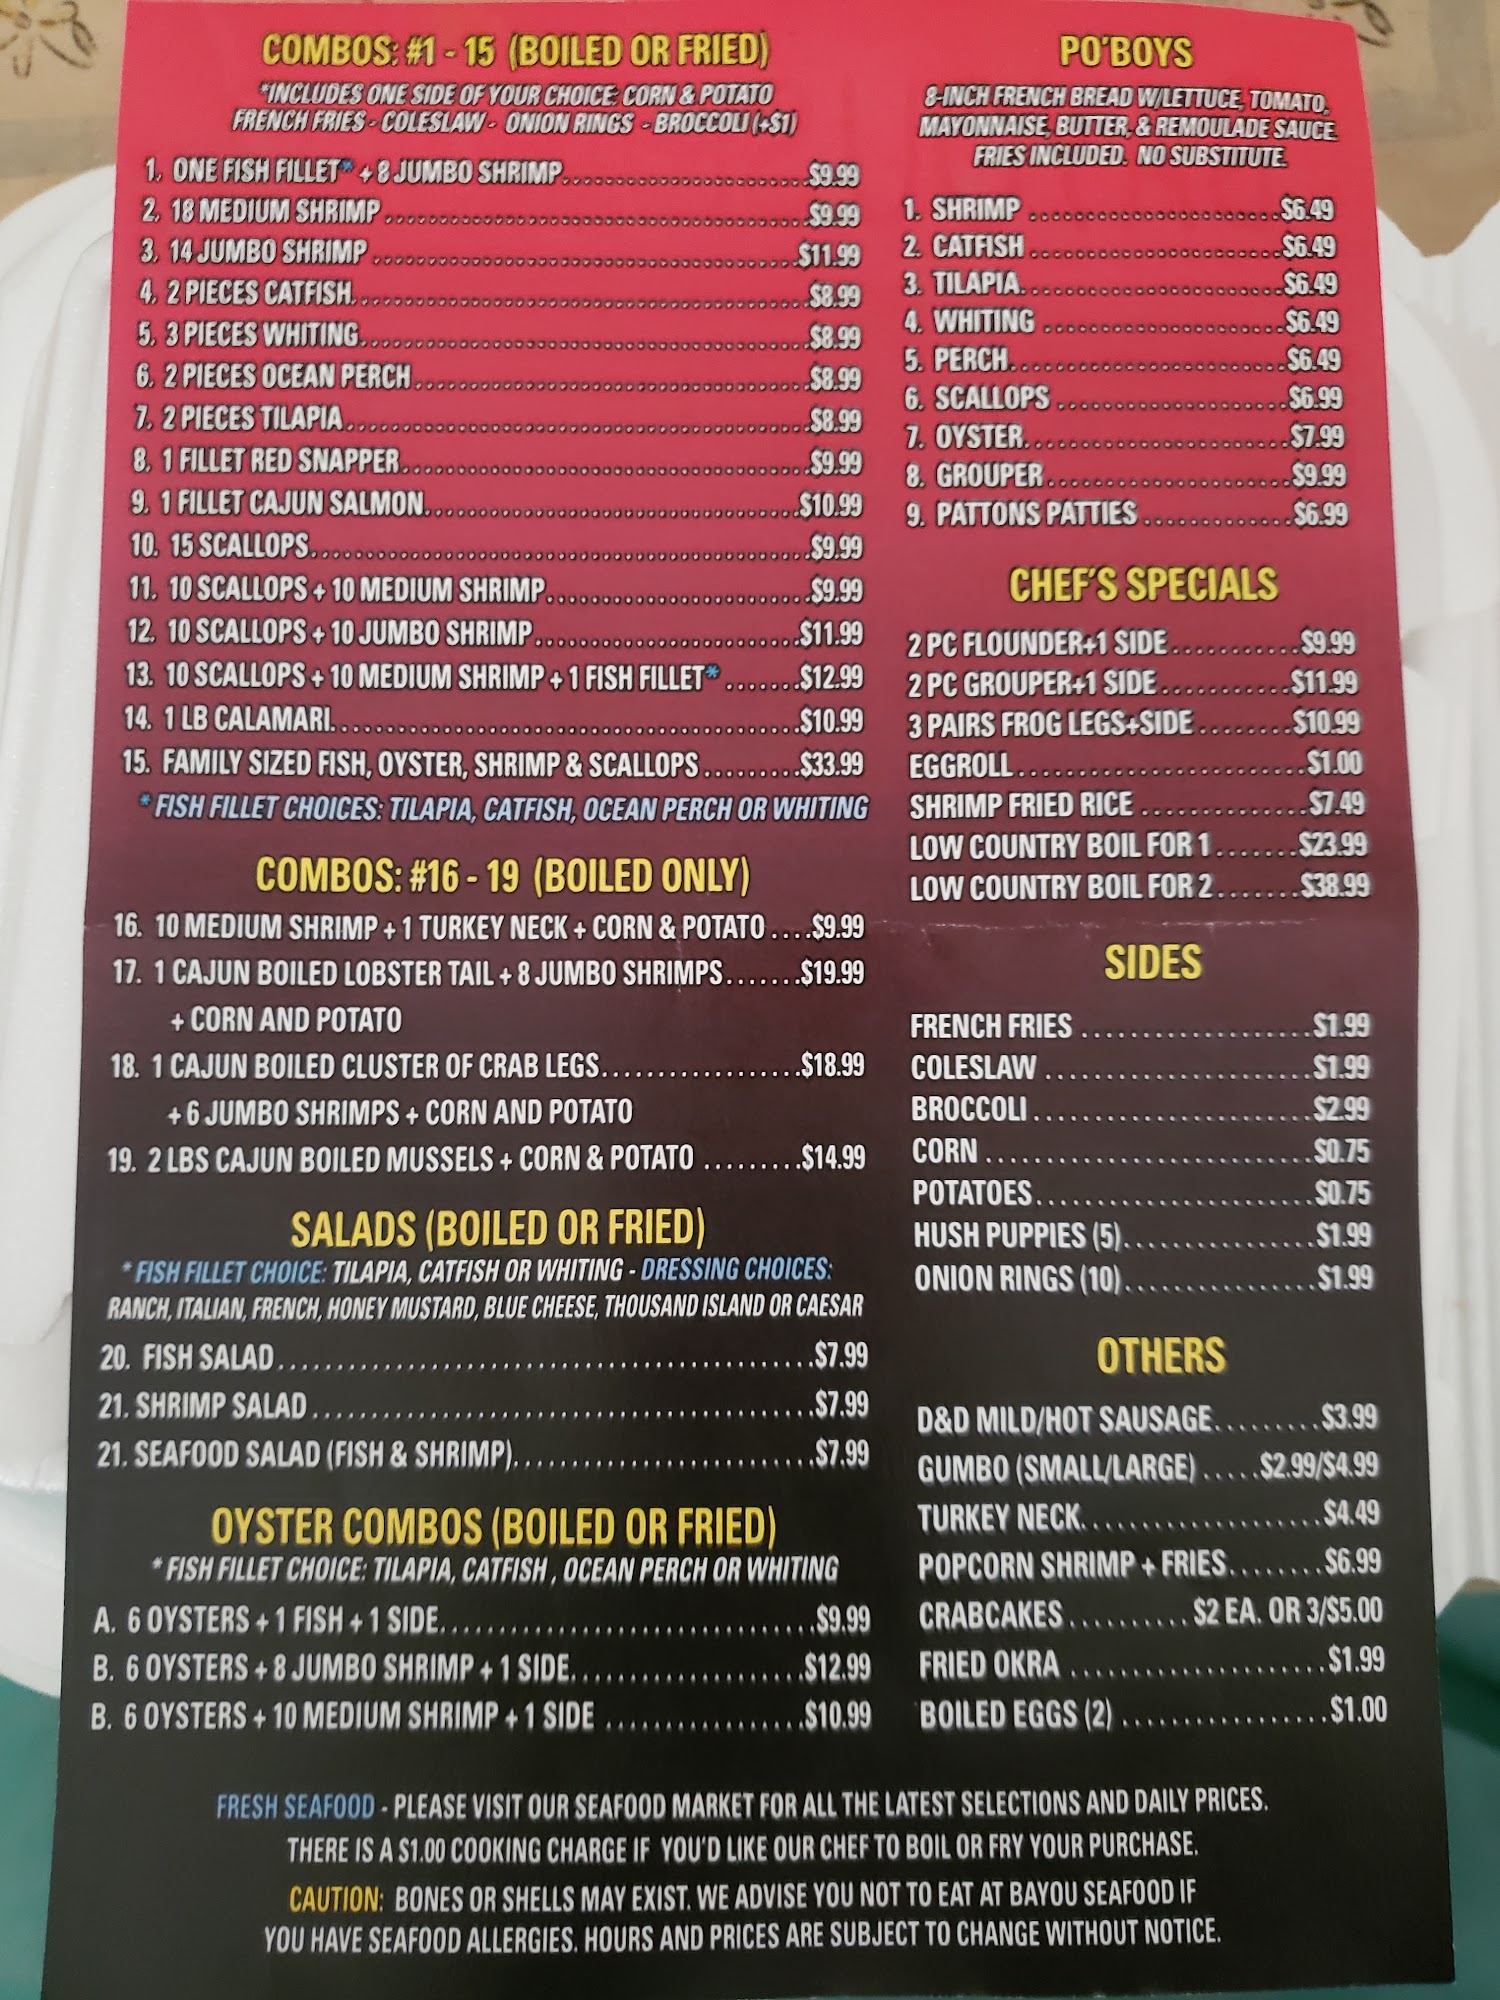 COMBOS: #1 - 15 (BOILED OR FRIED)
*INCLUDES ONE SIDE OF YOUR CHOICE: CORN & POTATO
FRENCH FRIES - COLESLAW - ONION RINGS - BROCCOLI (+$1)
1. ONE FISH FILLET* + 8 JUMBO SHRIMP.........................$9.99
2. 18 MEDIUM SHRIMP.........................$9.99
3. 14 JUMBO SHRIMP.........................$11.99
4. 2 PIECES CATFISH.........................$8.99
5. 3 PIECES WHITING.........................$8.99
6. 2 PIECES OCEAN PERCH.........................$8.99
7. 2 PIECES TILAPIA.........................$8.99
8. 1 FILLET RED SNAPPER.........................$9.99
9. 1 FILLET CAJUN SALMON.........................$10.99
10. 15 SCALLOPS.........................$9.99
11. 10 SCALLOPS + 10 MEDIUM SHRIMP.........................$9.99
12. 10 SCALLOPS + 10 JUMBO SHRIMP.........................$11.99
13. 10 SCALLOPS + 10 MEDIUM SHRIMP + 1 FISH FILLET* .......$12.99
14. 1 LB CALAMARI.........................$10.99
15. FAMILY SIZED FISH, OYSTER, SHRIMP & SCALLOPS .........$33.99
* FISH FILLET CHOICES: TILAPIA, CATFISH, OCEAN PERCH OR WHITING
COMBOS: #16 - 19 (BOILED ONLY)
16. 10 MEDIUM SHRIMP + 1 TURKEY NECK + CORN & POTATO ....$9.99
17. 1 CAJUN BOILED LOBSTER TAIL + 8 JUMBO SHRIMPS.......$19.99
+ CORN AND POTATO
18. 1 CAJUN BOILED CLUSTER OF CRAB LEGS.................$18.99
+ 6 JUMBO SHRIMPS + CORN AND POTATO
19. 2 LBS CAJUN BOILED MUSSELS + CORN & POTATO .........$14.99
SALADS (BOILED OR FRIED)
* FISH FILLET CHOICE: TILAPIA, CATFISH OR WHITING - DRESSING CHOICES:
RANCH, ITALIAN, FRENCH, HONEY MUSTARD, BLUE CHEESE, THOUSAND ISLAND OR CAESAR
20. FISH SALAD.........................$7.99
21. SHRIMP SALAD.........................$7.99
21. SEAFOOD SALAD (FISH & SHRIMP).........................$7.99
OYSTER COMBOS (BOILED OR FRIED)
* FISH FILLET CHOICE: TILAPIA, CATFISH , OCEAN PERCH OR WHITING
A. 6 OYSTERS + 1 FISH + 1 SIDE.........................$9.99
B. 6 OYSTERS + 8 JUMBO SHRIMP + 1 SIDE.........................$12.99
B. 6 OYSTERS + 10 MEDIUM SHRIMP + 1 SIDE .................$10.99
PO'BOYS
8-INCH FRENCH BREAD W/LETTUCE, TOMATO,
MAYONNAISE, BUTTER, & REMOULADE SAUCE.
FRIES INCLUDED. NO SUBSTITUTE.
1. SHRIMP .......................$6.49
2. CATFISH .......................$6.49
3. TILAPIA.......................$6.49
4. WHITING .......................$6.49
5. PERCH.......................$6.49
6. SCALLOPS .....................$6.99
7. OYSTER.......................$7.99
8. GROUPER......................$9.99
9. PATTONS PATTIES .............$6.99
CHEF'S SPECIALS
2 PC FLOUNDER+1 SIDE...........$9.99
2 PC GROUPER+1 SIDE...........$11.99
3 PAIRS FROG LEGS+SIDE ........$10.99
EGGROLL.........................$1.00
SHRIMP FRIED RICE ..............$7.49
LOW COUNTRY BOIL FOR 1.......$23.99
LOW COUNTRY BOIL FOR 2.......$38.99
SIDES
FRENCH FRIES ...................$1.99
COLESLAW ......................$1.99
BROCCOLI.......................$2.99
CORN ...........................$0.75
POTATOES.......................$0.75
HUSH PUPPIES (5)................$1.99
ONION RINGS (10)................$1.99
OTHERS
D&D MILD/HOT SAUSAGE.........$3.99
GUMBO (SMALL/LARGE) .....$2.99/$4.99
TURKEY NECK....................$4.49
POPCORN SHRIMP + FRIES........$6.99
CRABCAKES.......... $2 EA. OR 3/$5.00
FRIED OKRA .....................$1.99
BOILED EGGS (2) .................$1.00
FRESH SEAFOOD - PLEASE VISIT OUR SEAFOOD MARKET FOR ALL THE LATEST SELECTIONS AND DAILY PRICES.
THERE IS A $1.00 COOKING CHARGE IF YOU'D LIKE OUR CHEF TO BOIL OR FRY YOUR PURCHASE.
CAUTION: BONES OR SHELLS MAY EXIST. WE ADVISE YOU NOT TO EAT AT BAYOU SEAFOOD IF
YOU HAVE SEAFOOD ALLERGIES. HOURS AND PRICES ARE SUBJECT TO CHANGE WITHOUT NOTICE.